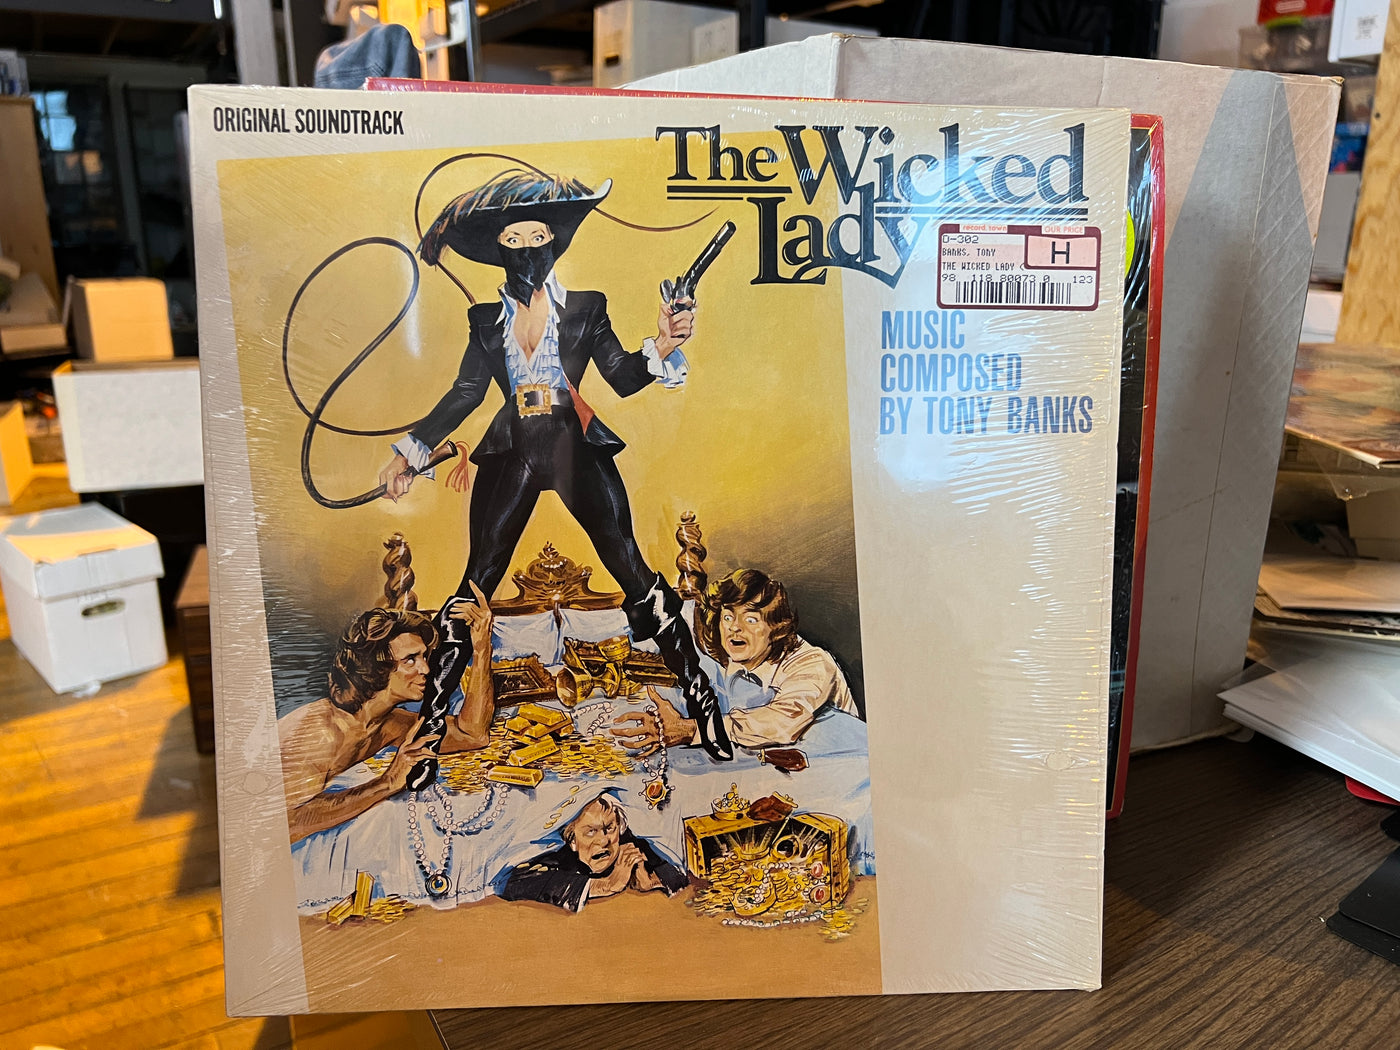 ORIGINAL SOUNDTRACK
The Wicked
Lady
record town OUR PRICE
D-302
BANKS, TONY H
THE WICKED LADY
98 118 80073 0 123
MUSIC
COMPOSED
BY TONY BANKS